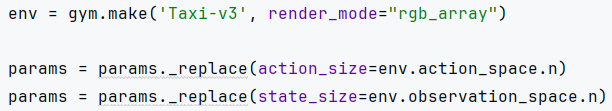 env = gym.make('Taxi-v3', render_mode="rgb_array")
params = params._replace(action_size=env.action_space.n)
params = params._replace(state_size=env.observation_space.n)